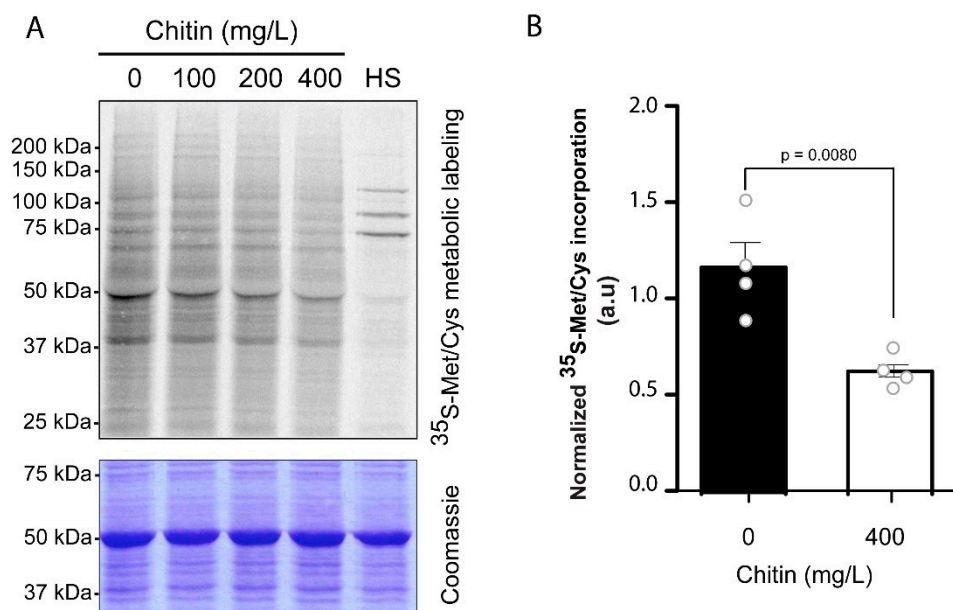 A
Chitin (mg/L)
0 100 200 400 HS
200 kDa
150 kDa
100 kDa
75 kDa
50 kDa
37 kDa
25 kDa
³⁵S-Met/Cys metabolic labeling
75 kDa
50 kDa
37 kDa
Coomassie
B
Normalized ³⁵S-Met/Cys incorporation
(a.u)
2.0
1.5
1.0
0.5
0.0
p = 0.0080
0 400
Chitin (mg/L)